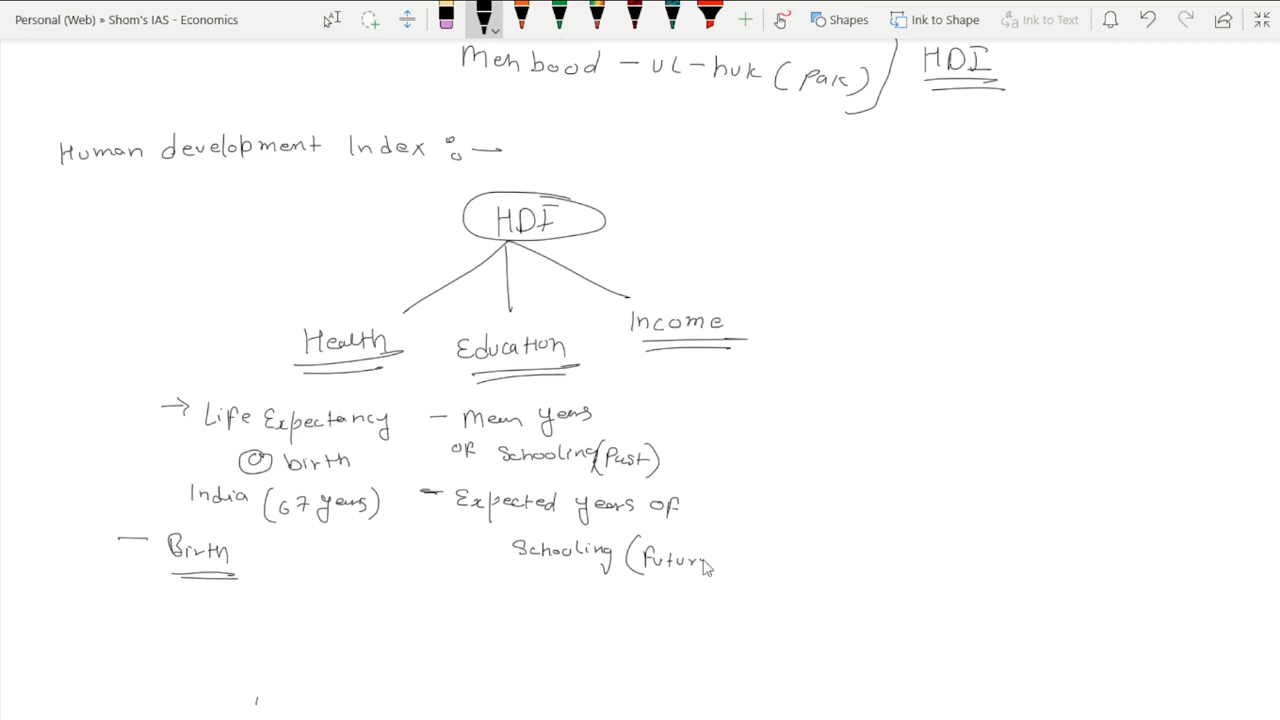 Personal (Web) » Shom's IAS - Economics
Shapes
Ink to Shape
Ink to Text
Mehbood - UL - huk (Pak)
HDI
Human development Index :-
HDI
Health
Education
Income
→ Life Expectancy
@ birth
India (67 years)
- Birth
- Mean years
of Schooling (Past)
- Expected years of
Schooling (Futur